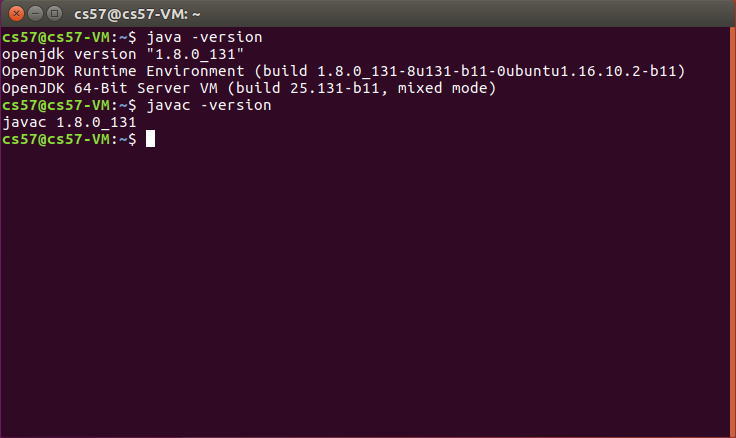 cs57@cs57-VM: ~
cs57@cs57-VM:~$ java -version
openjdk version "1.8.0_131"
OpenJDK Runtime Environment (build 1.8.0_131-8u131-b11-0ubuntu1.16.10.2-b11)
OpenJDK 64-Bit Server VM (build 25.131-b11, mixed mode)
cs57@cs57-VM:~$ javac -version
javac 1.8.0_131
cs57@cs57-VM:~$